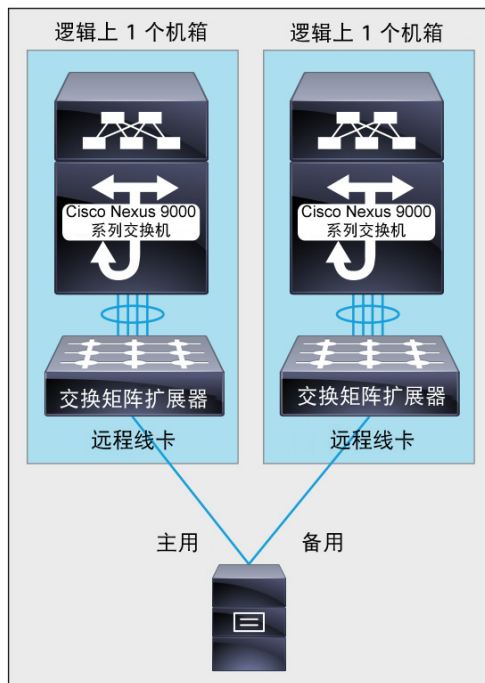 逻辑上 1 个机箱
逻辑上 1 个机箱
Cisco Nexus 9000
系列交换机
Cisco Nexus 9000
系列交换机
交换矩阵扩展器
交换矩阵扩展器
远程线卡
远程线卡
主用
备用